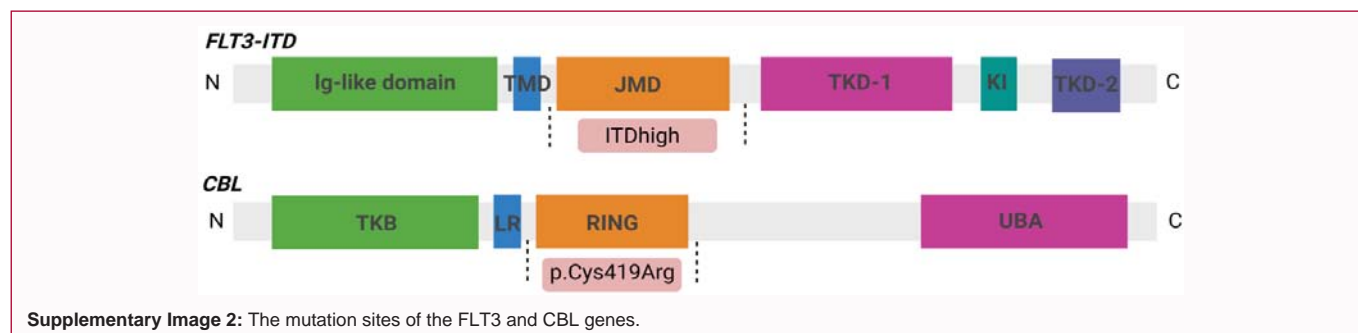 FLT3-ITD
N Ig-like domain TMD JMD TKD-1 KI TKD-2 C
ITDhigh
CBL
N TKB LR RING UBA C
p.Cys419Arg
Supplementary Image 2: The mutation sites of the FLT3 and CBL genes.